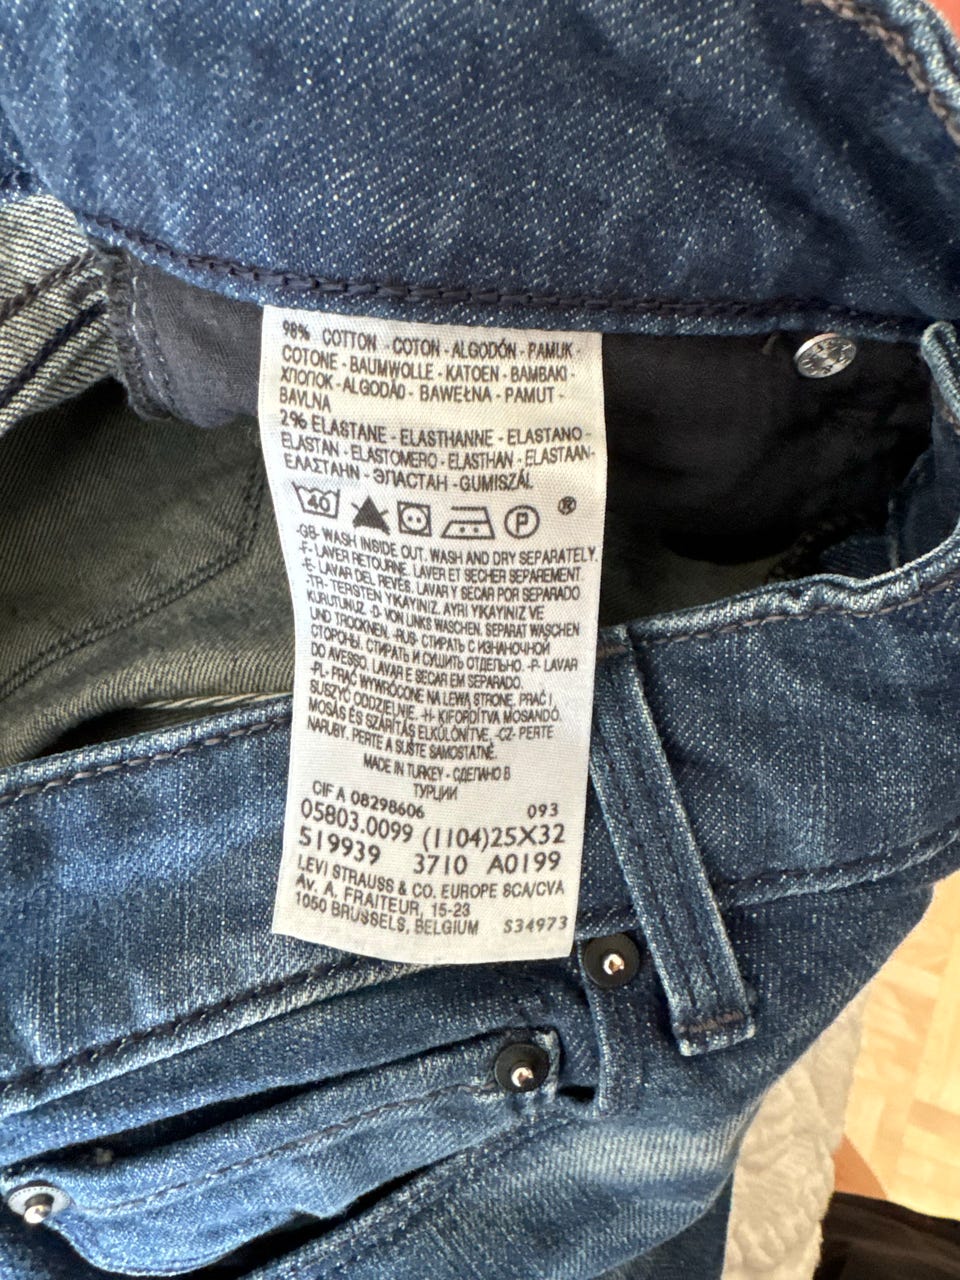 98% COTTON - COTON - ALGODÓN - PAMUK -
COTONE - BAUMWOLLE - KATOEN - BAMBAKI -
ХЛОПОК - ALGODÃO - BAWEŁNA - PAMUT -
BAVLNA
2% ELASTANE - ELASTHANNE - ELASTANO -
ELASTAN - ELASTOMERO - ELASTHAN - ELASTAAN -
ΕΛΑΣΤΑΗΝ - ЭЛАСТАН - GUMISZÁL
40 P ®
-GB- WASH INSIDE OUT. WASH AND DRY SEPARATELY.
-F- LAVER RETOURNE. LAVER ET SECHER SEPAREMENT.
-E- LAVAR DEL REVÉS. LAVAR Y SECAR POR SEPARADO
-TR- TERSTEN YIKAYINIZ. AYRI YIKAYINIZ VE
KURUTUNUZ. -D- VON LINKS WASCHEN. SEPARAT WASCHEN
UND TROCKNEN. -RUS- СТИРАТЬ С ИЗНАНОЧНОЙ
СТОРОНЫ. СТИРАТЬ И СУШИТЬ ОТДЕЛЬНО. -P- LAVAR
DO AVESSO. LAVAR E SECAR EM SEPARADO.
-PL- PRAĆ WYWRÓCONE NA LEWĄ STRONĘ. PRAĆ I
SUSZYĆ ODDZIELNIE. -H- KIFORDÍTVA MOSANDÓ.
MOSÁS ÉS SZÁRÍTÁS ELKÜLÖNÍTVE. -CZ- PERTE
NARUBY. PERTE A SUŠTE SAMOSTATNĚ.
MADE IN TURKEY - СДЕЛАНО В
ТУРЦИИ
CIF A 08298606 093
05803.0099 (1104)25X32
S19939 3710 A0199
LEVI STRAUSS & CO. EUROPE SCA/CVA
Av. A. FRAITEUR, 15-23
1050 BRUSSELS, BELGIUM S34973